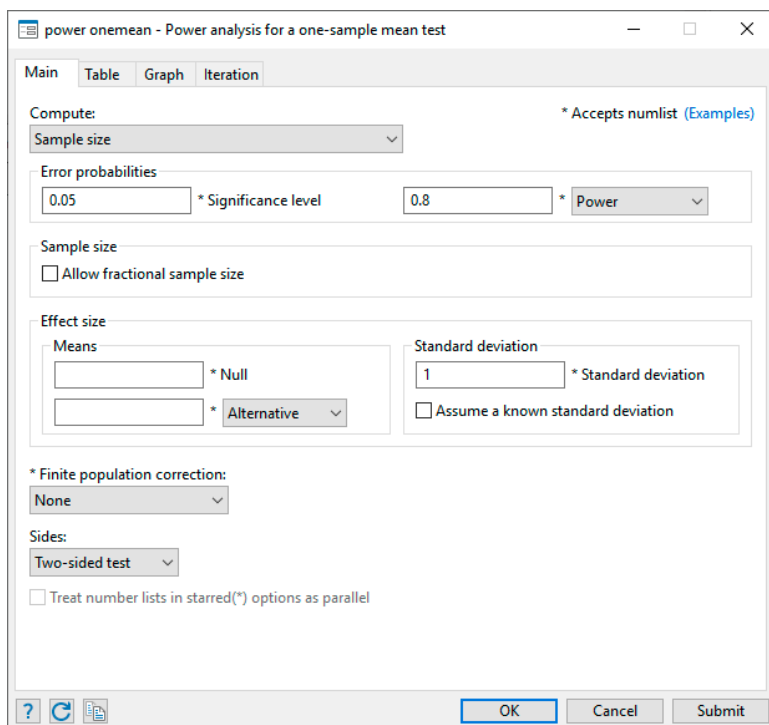 power onemean - Power analysis for a one-sample mean test
Main Table Graph Iteration
Compute:
* Accepts numlist (Examples)
Sample size
Error probabilities
0.05 * Significance level 0.8 * Power
Sample size
Allow fractional sample size
Effect size
Means
* Null
* Alternative
Standard deviation
1 * Standard deviation
Assume a known standard deviation
* Finite population correction:
None
Sides:
Two-sided test
Treat number lists in starred(*) options as parallel
? OK Cancel Submit